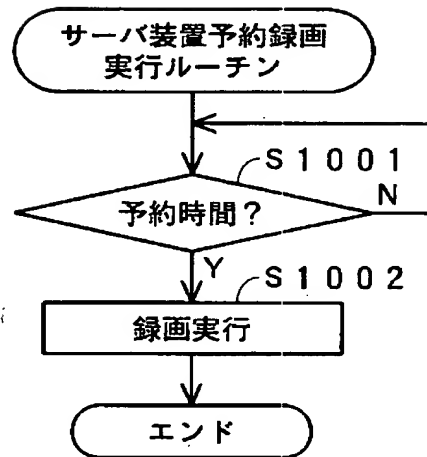 サーバ装置予約録画
実行ルーチン
S1001
予約時間?
N
Y
S1002
録画実行
エンド